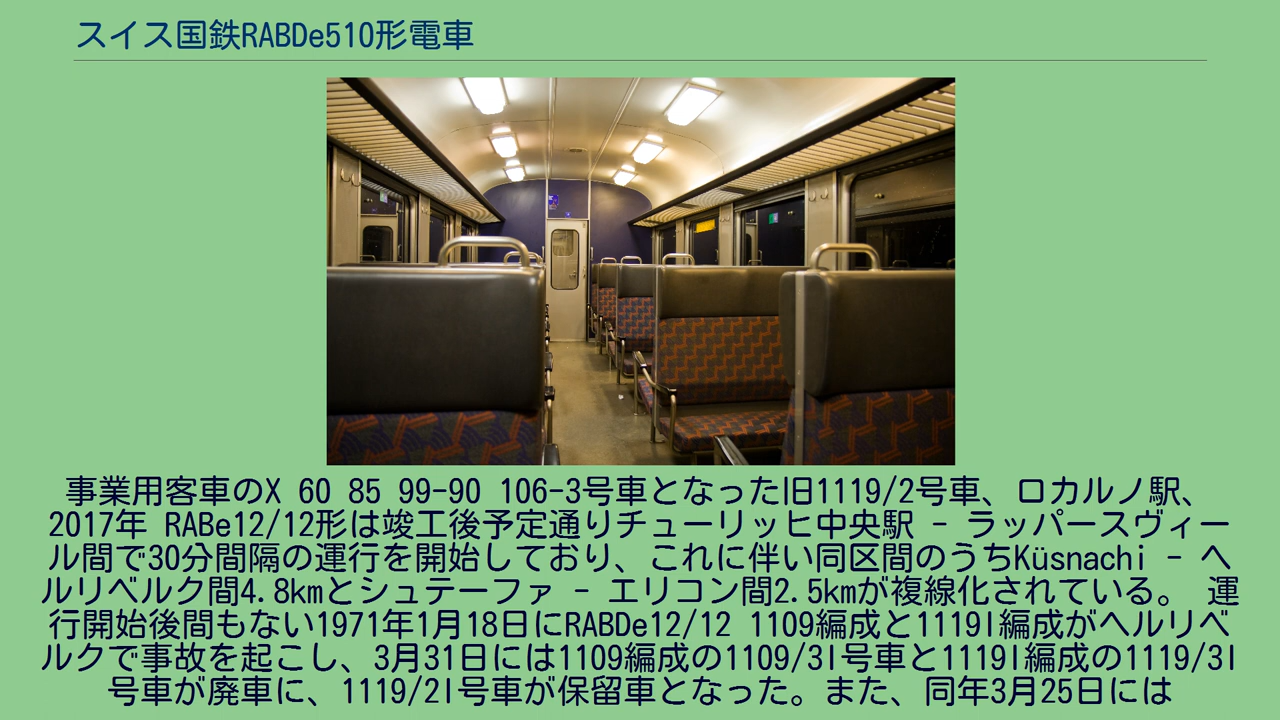 スイス国鉄RABDe510形電車
事業用客車のX 60 85 99-90 106-3号車となった旧1119/2号車、ロカルノ駅、
2017年 RABe12/12形は竣工後予定通りチューリッヒ中央駅 - ラッパースヴィー
ル間で30分間隔の運行を開始しており、これに伴い同区間のうちKüsnachi - ヘ
ルリベルク間4.8kmとシュテーファ - エリコン間2.5kmが複線化されている。 運
行開始後間もない1971年1月18日にRABDe12/12 1109編成と1119l編成がヘルリベ
ルクで事故を起こし、3月31日には1109編成の1109/3l号車と1119l編成の1119/3l
号車が廃車に、1119/2l号車が保留車となった。また、同年3月25日には